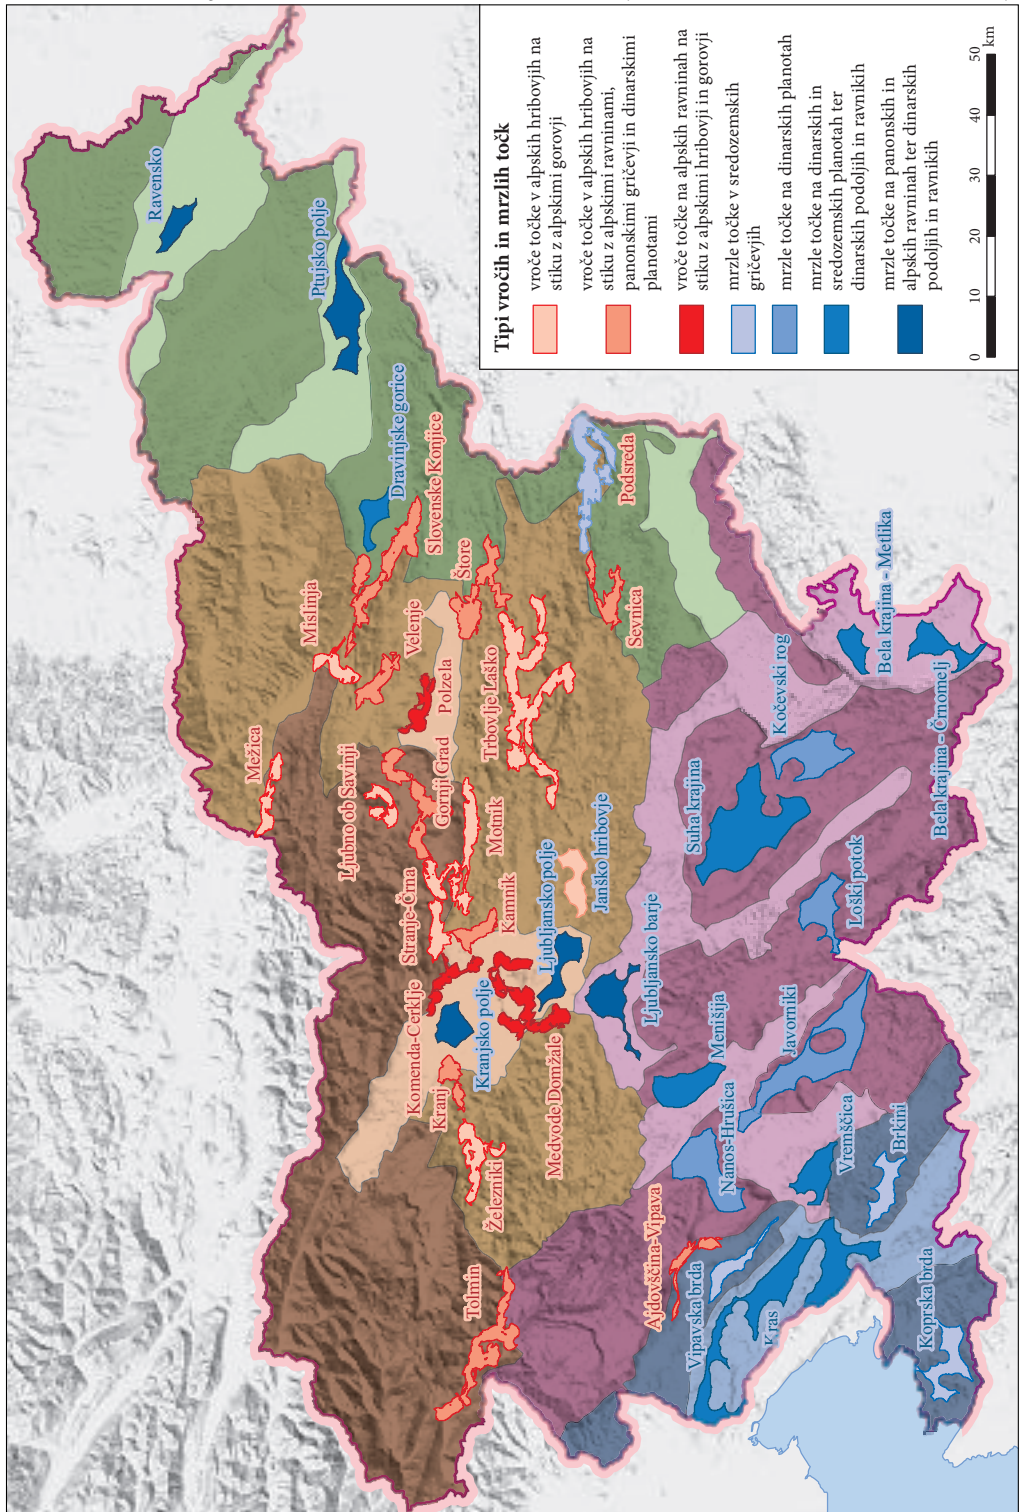 Ravensko
Ptujsko polje
Dravinjske gorice
Slovenske Konjice
Štore
Podsreda
Sevnica
Mislinja
Velenje
Polzela
Trbovlje Laško
Mežica
Ljubno ob Savinji
Gornji Grad
Motnik
Stranje-Črna
Kamnik
Ljubljansko polje
Janško hribovje
Komenda-Cerklje
Kranjsko polje
Kranj
Medvode Domžale
Železniki
Tolmin
Ljubljansko barje
Menišija
Javorniki
Nanos-Hrušica
Vremščica
Brkini
Ajdovščina-Vipava
Vipavska brda
Kras
Koprska brda
Loški potok
Suha krajina
Kočevski rog
Bela krajina - Metlika
Bela krajina - Črnomelj
Tipi vročih in mrzlih točk
vroče točke v alpskih hribovjih na
stiku z alpskimi gorovji
vroče točke v alpskih hribovjih na
stiku z alpskimi ravninami,
panonskimi gričevji in dinarskimi
planotami
vroče točke na alpskih ravninah na
stiku z alpskimi hribovji in gorovji
mrzle točke v sredozemskih
gričevjih
mrzle točke na dinarskih planotah
mrzle točke na dinarskih in
sredozemskih planotah ter
dinarskih podoljih in ravnikih
mrzle točke na panonskih in
alpskih ravninah ter dinarskih
podoljih in ravnikih
0 10 20 30 40 50
km